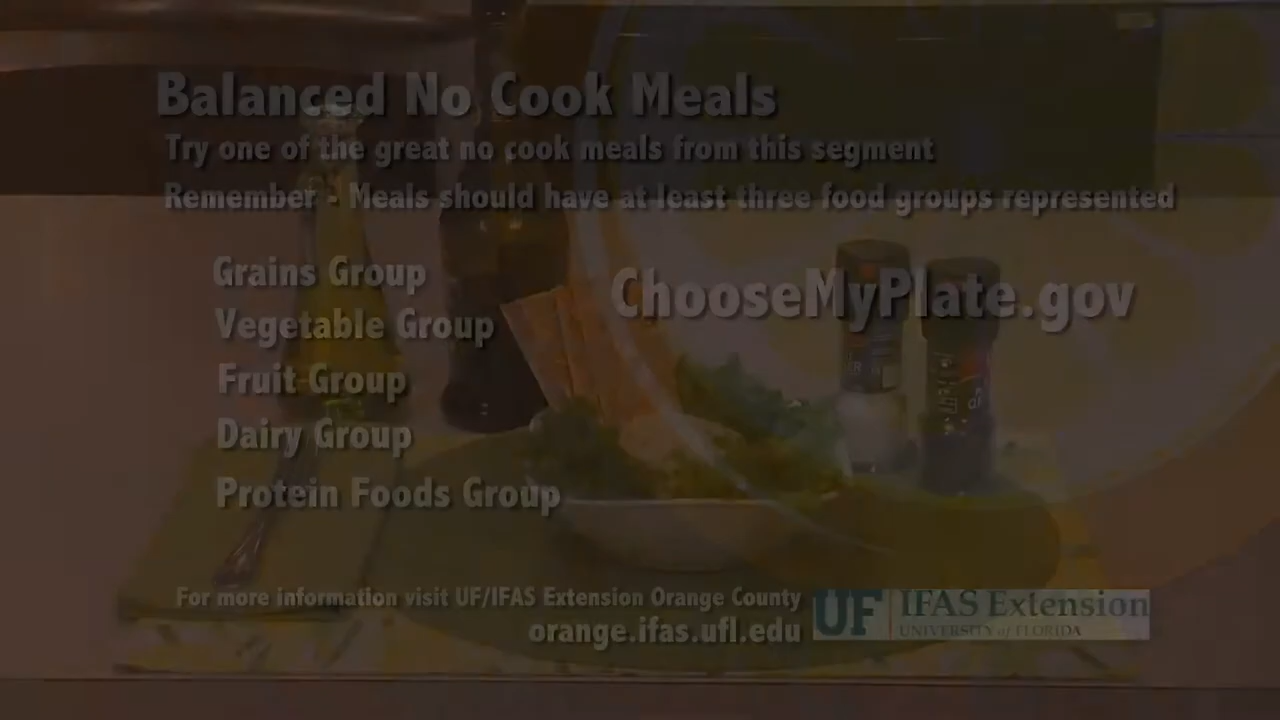 Balanced No Cook Meals
Try one of the great no cook meals from this segment
Remember - Meals should have at least three food groups represented
Grains Group
ChooseMyPlate.gov
Vegetable Group
Fruit Group
Dairy Group
Protein Foods Group
For more information visit UF/IFAS Extension Orange County
orange.ifas.ufl.edu
UF IFAS Extension
UNIVERSITY of FLORIDA